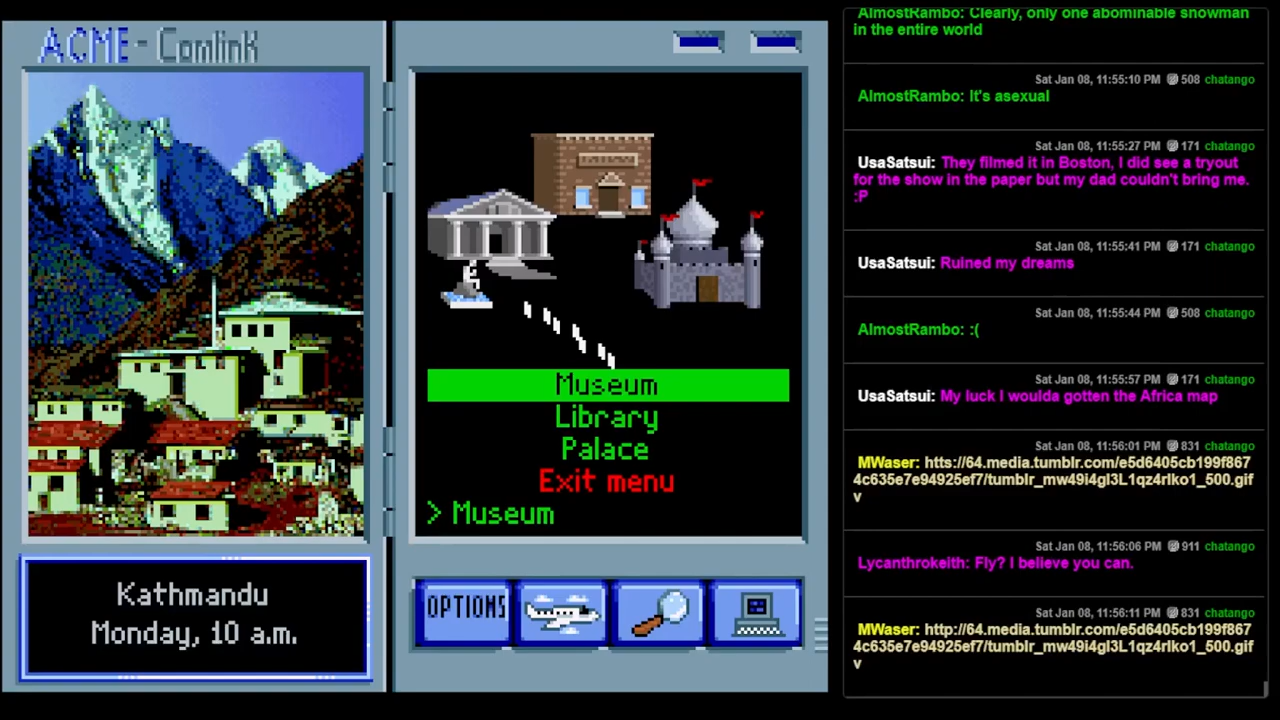 ACME - Comlink
Museum
Library
Palace
Exit menu
> Museum
OPTIONS
Kathmandu
Monday, 10 a.m.
AlmostRambo: Clearly, only one abominable snowman
in the entire world
Sat Jan 08, 11:55:10 PM 508 chatango
AlmostRambo: It's asexual
Sat Jan 08, 11:55:27 PM 171 chatango
UsaSatsui: They filmed it in Boston, I did see a tryout
for the show in the paper but my dad couldn't bring me.
:P
Sat Jan 08, 11:55:41 PM 171 chatango
UsaSatsui: Ruined my dreams
Sat Jan 08, 11:55:44 PM 508 chatango
AlmostRambo: :(
Sat Jan 08, 11:55:57 PM 171 chatango
UsaSatsui: My luck I woulda gotten the Africa map
Sat Jan 08, 11:56:01 PM 831 chatango
MWaser: htts://64.media.tumblr.com/e5d6405cb199f867
4c635e7e94925ef7/tumblr_mw49i4gl3L1qz4rlko1_500.gif
v
Sat Jan 08, 11:56:06 PM 911 chatango
Lycanthrokeith: Fly? I believe you can.
Sat Jan 08, 11:56:11 PM 831 chatango
MWaser: http://64.media.tumblr.com/e5d6405cb199f867
4c635e7e94925ef7/tumblr_mw49i4gl3L1qz4rlko1_500.gif
v